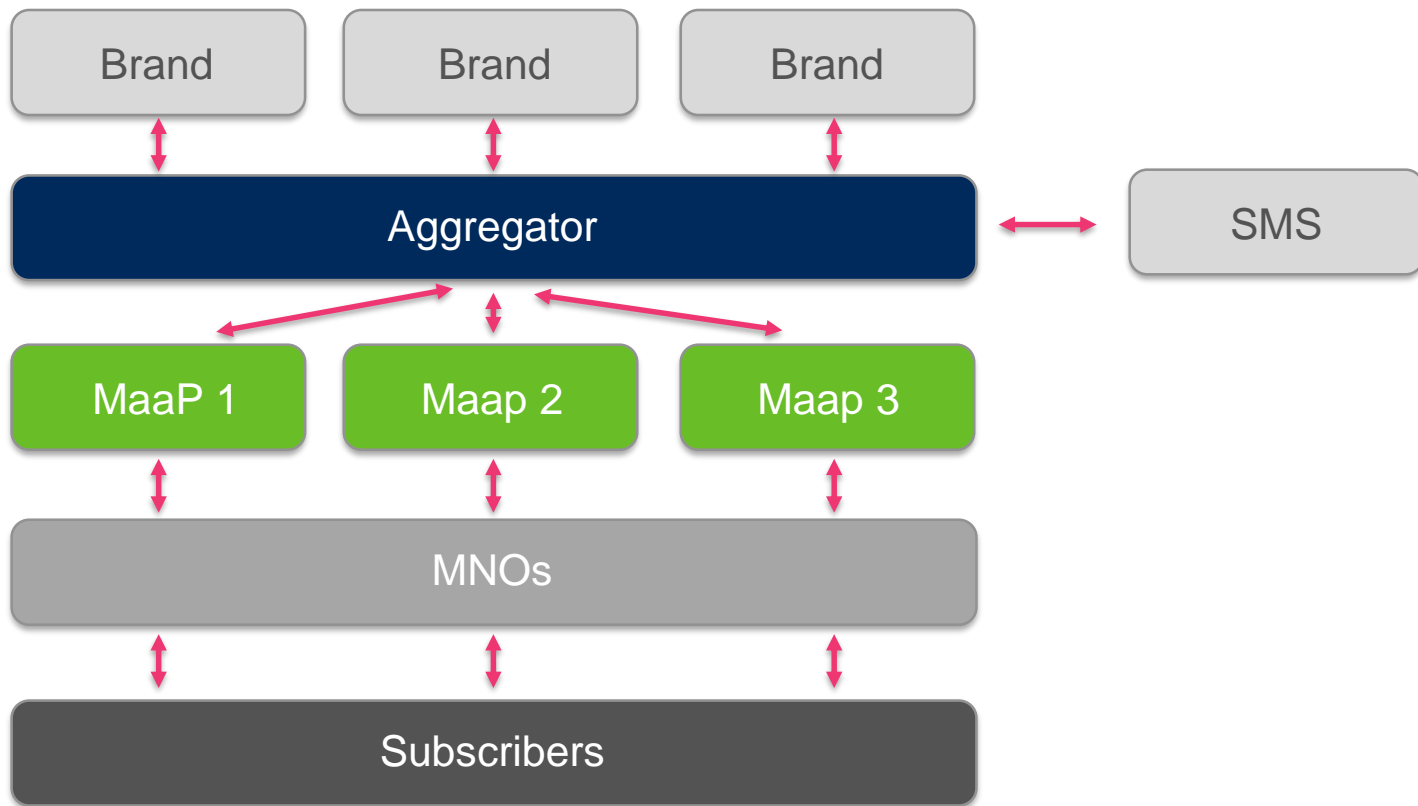 Brand
Brand
Brand
Aggregator
SMS
MaaP 1
Maap 2
Maap 3
MNOs
Subscribers